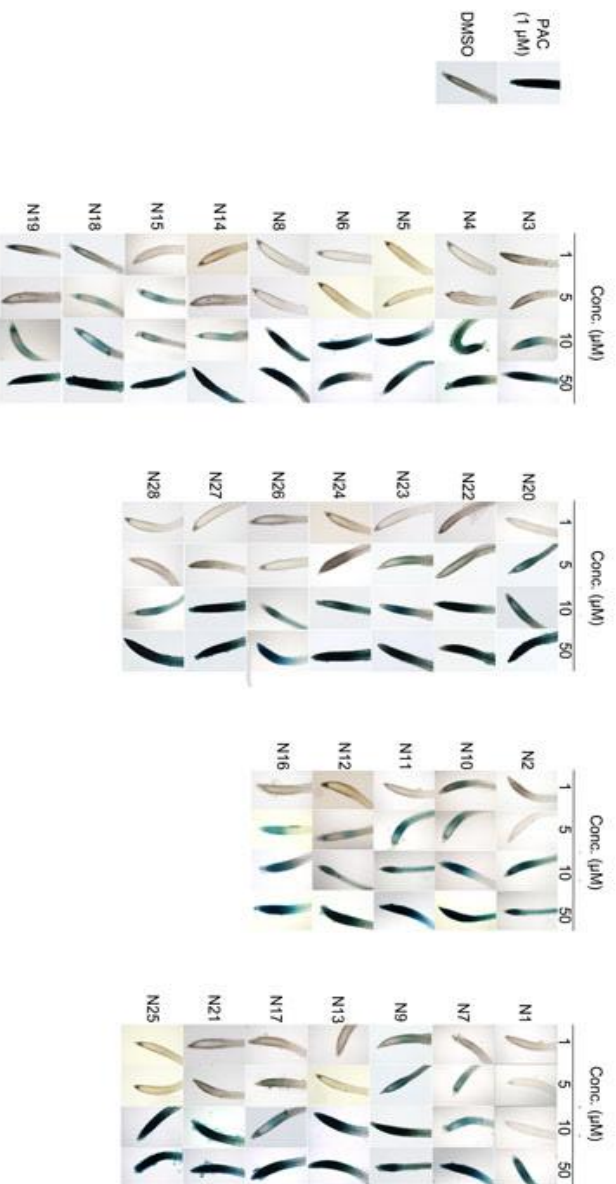 PAC
(1 µM)
DMSO
Conc. (µM)
1 5 10 50
N3
N4
N5
N6
N8
N14
N15
N18
N19
Conc. (µM)
1 5 10 50
N20
N22
N23
N24
N26
N27
N28
Conc. (µM)
1 5 10 50
N2
N10
N11
N12
N16
Conc. (µM)
1 5 10 50
N1
N7
N9
N13
N17
N21
N25